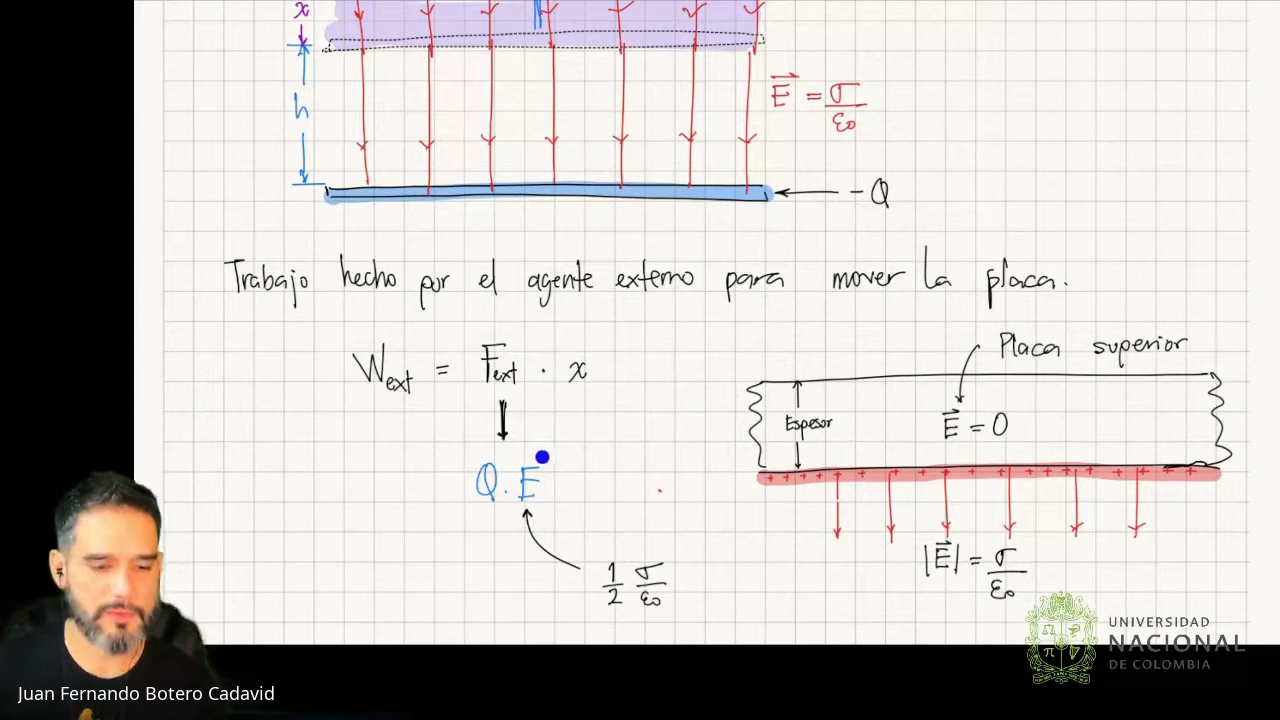 x
h
E = σ/ε₀
- Q
Trabajo hecho por el agente externo para mover la placa.
Placa superior
W_ext = F_ext · x
Espesor
E = 0
Q . E
+ + + + + + + + + + + + + + + +
|E| = σ/ε₀
1/2 σ/ε₀
UNIVERSIDAD
NACIONAL
DE COLOMBIA
Juan Fernando Botero Cadavid